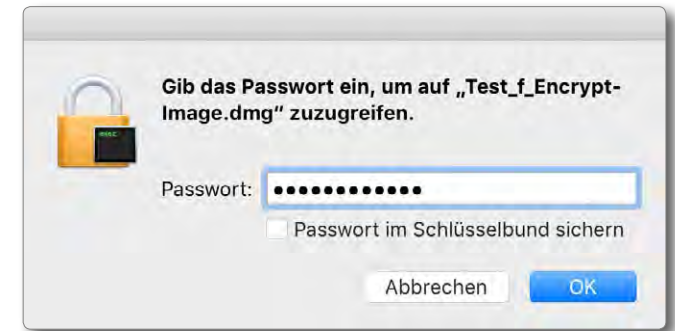 Gib das Passwort ein, um auf „Test_f_Encrypt-
Image.dmg“ zuzugreifen.
Passwort: ●●●●●●●●●●●●
Passwort im Schlüsselbund sichern
Abbrechen OK